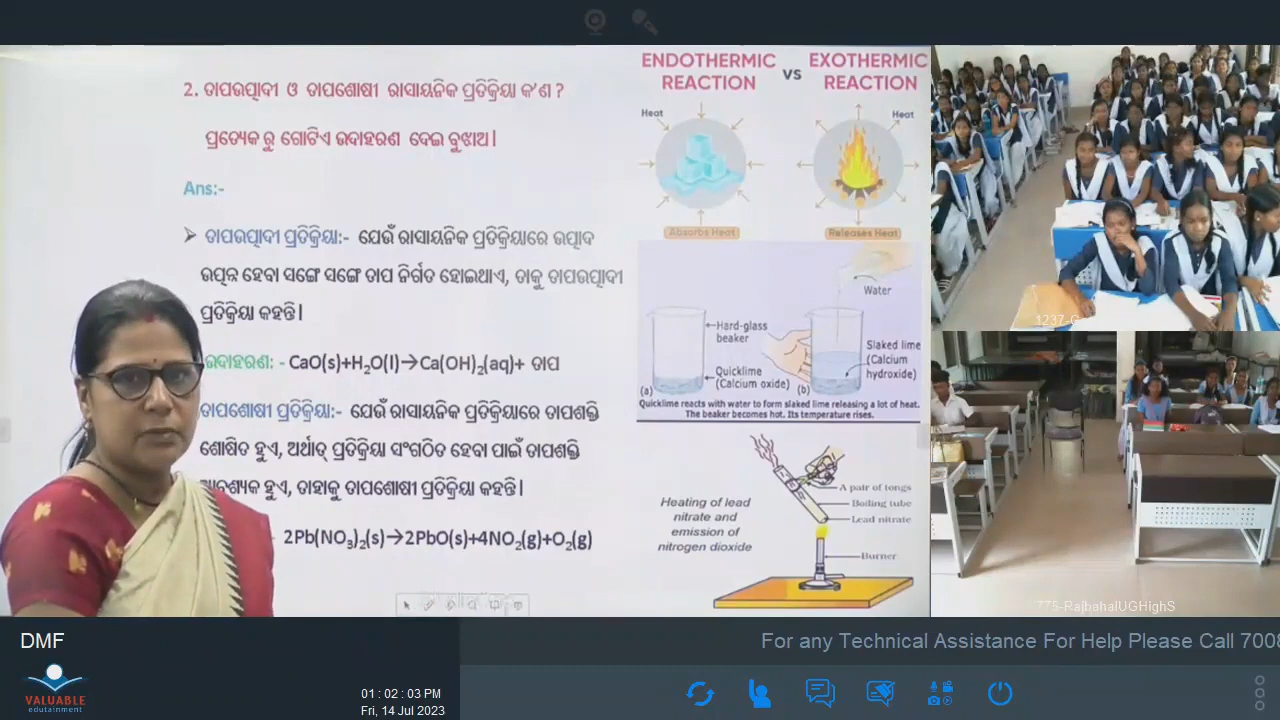 2. ତାପଉତ୍ପାଦୀ ଓ ତାପଶୋଷୀ ରାସାୟନିକ ପ୍ରତିକ୍ରିୟା କ'ଣ ?
ପ୍ରତ୍ୟେକ ରୁ ଗୋଟିଏ ଉଦାହରଣ ଦେଇ ବୁଝାଅ।
Ans:-
➤ ତାପଉତ୍ପାଦୀ ପ୍ରତିକ୍ରିୟା:- ଯେଉଁ ରାସାୟନିକ ପ୍ରତିକ୍ରିୟାରେ ଉତ୍ପାଦ
ଉତ୍ପନ୍ନ ହେବା ସଙ୍ଗେ ସଙ୍ଗେ ତାପ ନିର୍ଗତ ହୋଇଥାଏ, ତାକୁ ତାପଉତ୍ପାଦୀ
ପ୍ରତିକ୍ରିୟା କହନ୍ତି।
ଉଦାହରଣ: - CaO(s)+H₂O(l)→Ca(OH)₂(aq)+ ତାପ
ତାପଶୋଷୀ ପ୍ରତିକ୍ରିୟା:- ଯେଉଁ ରାସାୟନିକ ପ୍ରତିକ୍ରିୟାରେ ତାପଶକ୍ତି
ଶୋଷିତ ହୁଏ, ଅର୍ଥାତ୍ ପ୍ରତିକ୍ରିୟା ସଂଗଠିତ ହେବା ପାଇଁ ତାପଶକ୍ତି
ଆବଶ୍ୟକ ହୁଏ, ତାହାକୁ ତାପଶୋଷୀ ପ୍ରତିକ୍ରିୟା କହନ୍ତି।
2Pb(NO₃)₂(s)→2PbO(s)+4NO₂(g)+O₂(g)
ENDOTHERMIC REACTION
VS
EXOTHERMIC REACTION
Heat
Heat
Absorbs Heat
Releases Heat
Water
Hard-glass
beaker
Slaked lime
(Calcium
hydroxide)
Quicklime
(Calcium oxide)
(a)
(b)
Quicklime reacts with water to form slaked lime releasing a lot of heat.
The beaker becomes hot. Its temperature rises.
Heating of lead
nitrate and
emission of
nitrogen dioxide
A pair of tongs
Boiling tube
Lead nitrate
Burner
1237-G
775-RajbahalUGHighS
DMF
VALUABLE
edutainment
01 : 02 : 03 PM
Fri, 14 Jul 2023
For any Technical Assistance For Help Please Call 7008